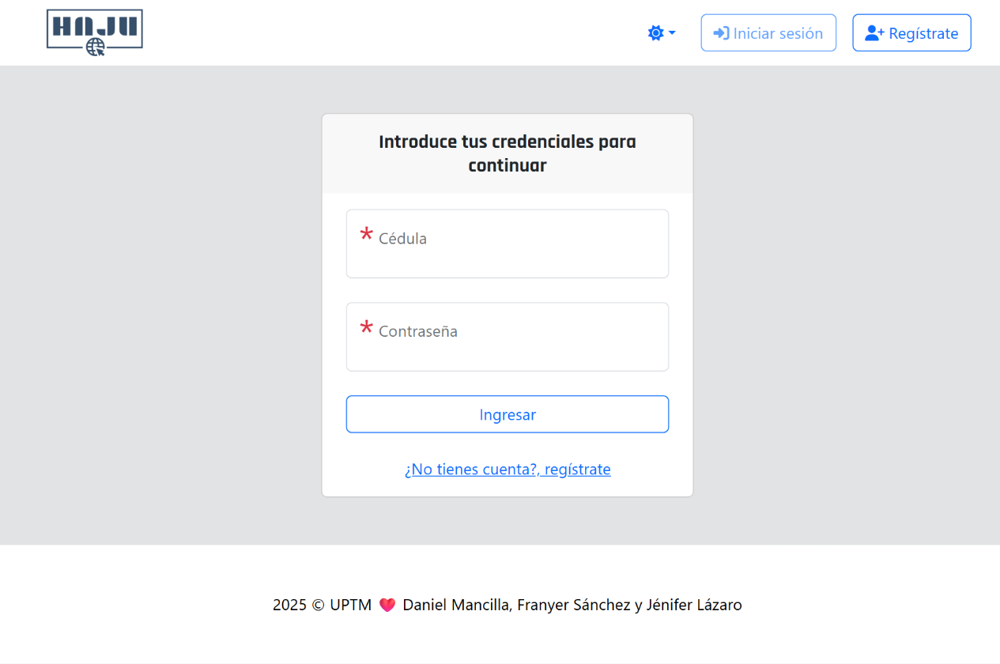 HNJU
Iniciar sesión
Regístrate
Introduce tus credenciales para
continuar
* Cédula
* Contraseña
Ingresar
¿No tienes cuenta?, regístrate
2025 © UPTM ❤️ Daniel Mancilla, Franyer Sánchez y Jénifer Lázaro